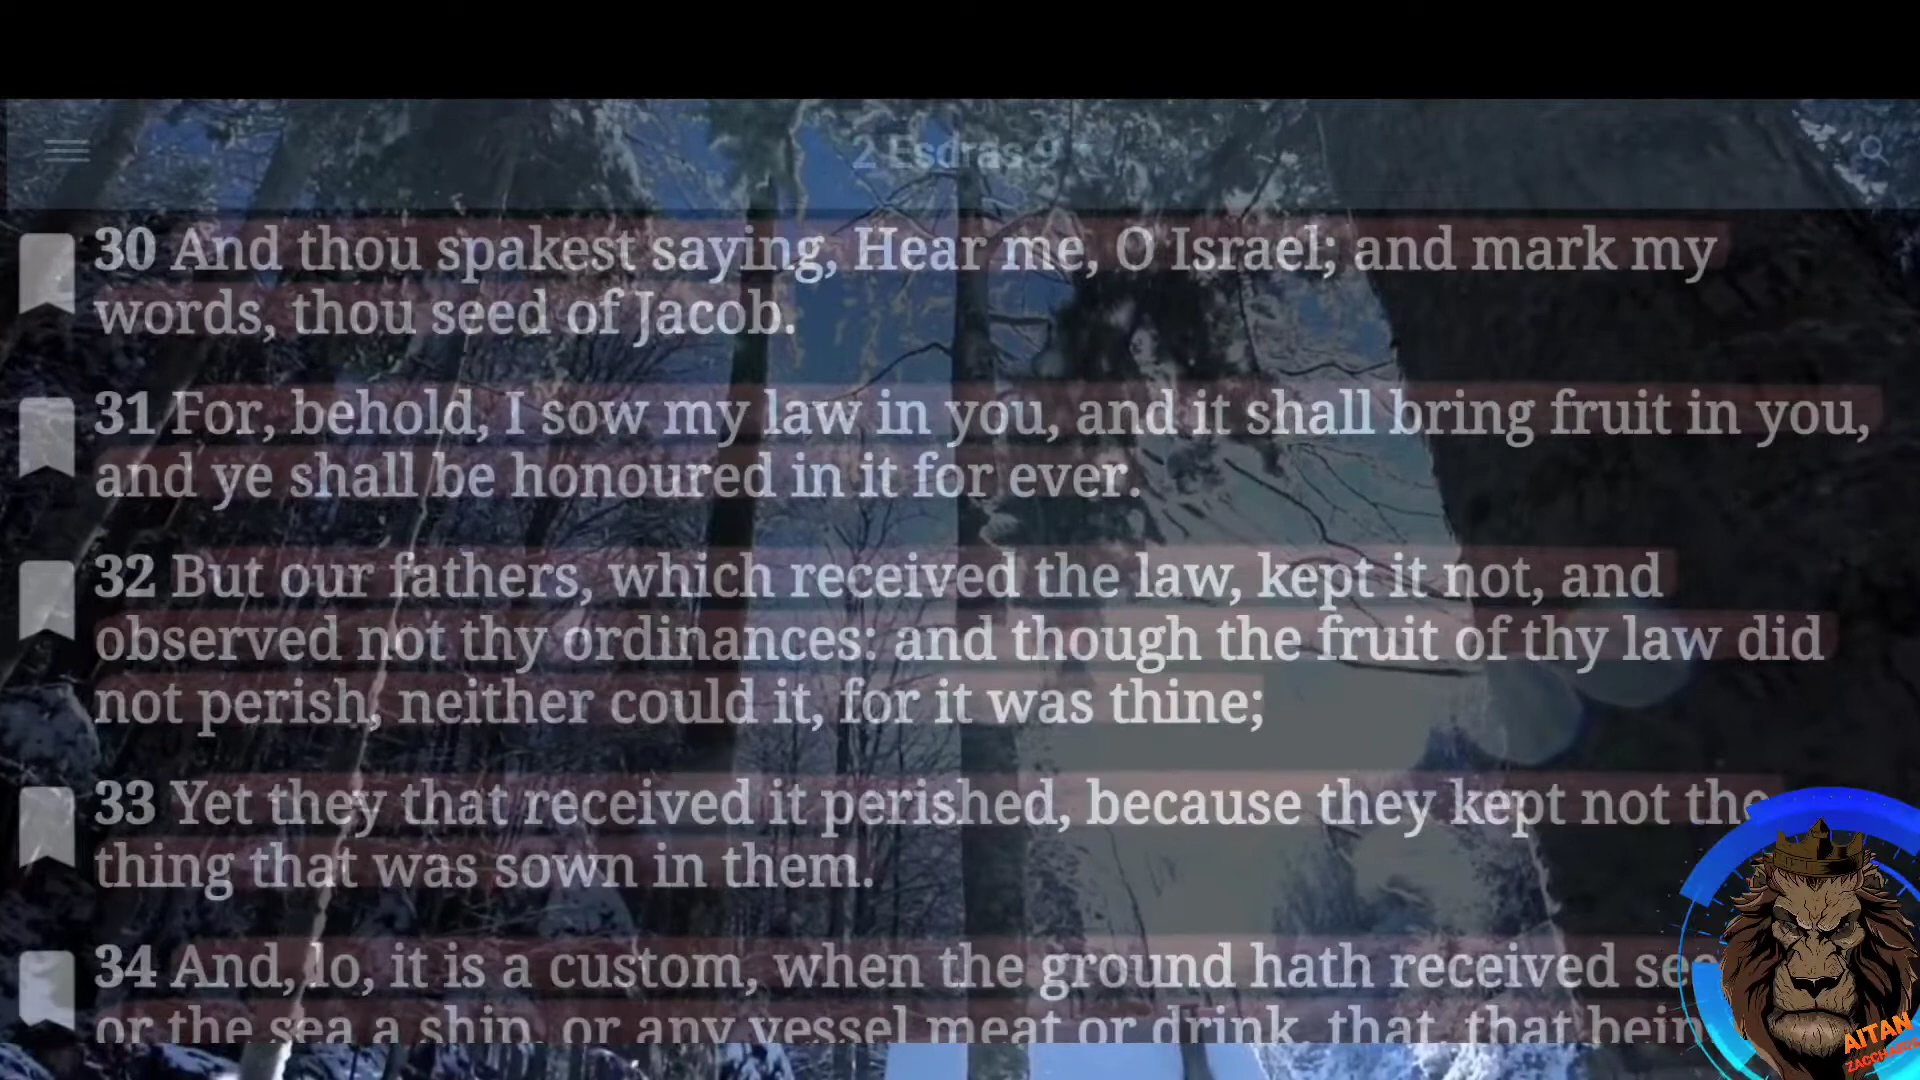 2 Esdras 9
30 And thou spakest saying, Hear me, O Israel; and mark my
words, thou seed of Jacob.
31 For, behold, I sow my law in you, and it shall bring fruit in you,
and ye shall be honoured in it for ever.
32 But our fathers, which received the law, kept it not, and
observed not thy ordinances: and though the fruit of thy law did
not perish, neither could it, for it was thine;
33 Yet they that received it perished, because they kept not the
thing that was sown in them.
34 And, lo, it is a custom, when the ground hath received
or the sea a ship, or any vessel meat or drink, that, that
AITAN
ZACCHAEUS